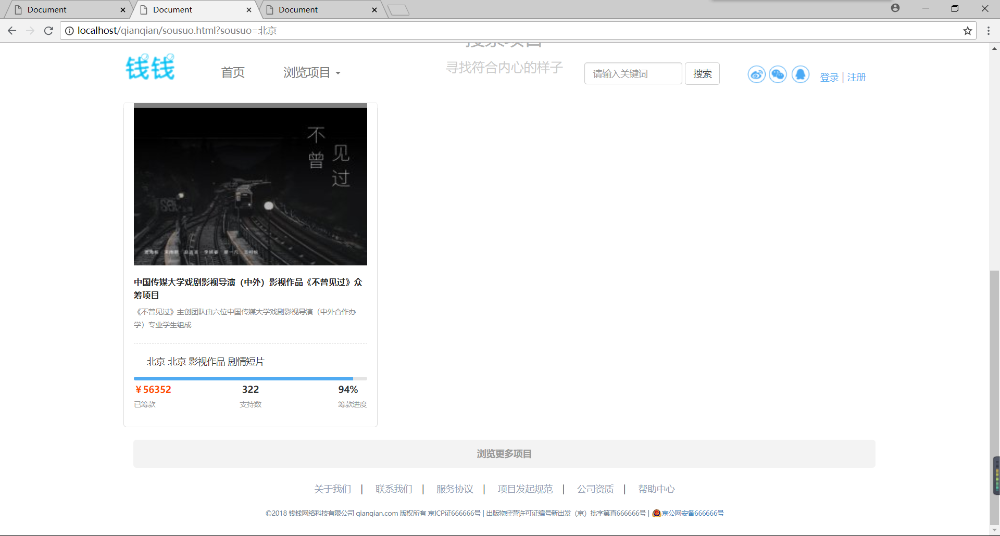 Document
Document
Document
localhost/qianqian/sousuo.html?sousuo=北京
搜索项目
钱钱
首页
浏览项目
寻找符合内心的样子
请输入关键词
搜索
登录 | 注册
不曾
见过
中国传媒大学戏剧影视导演（中外）影视作品《不曾见过》众
筹项目
《不曾见过》主创团队由六位中国传媒大学戏剧影视导演（中外合作办
学）专业学生组成
北京 北京 影视作品 剧情短片
￥56352
322
94%
已筹款
支持数
筹款进度
浏览更多项目
关于我们 | 联系我们 | 服务协议 | 项目发起规范 | 公司资质 | 帮助中心
©2018 钱钱网络科技有限公司 qianqian.com 版权所有 京ICP证666666号 | 出版物经营许可证编号新出发（京）批字第直666666号 | 京公网安备666666号